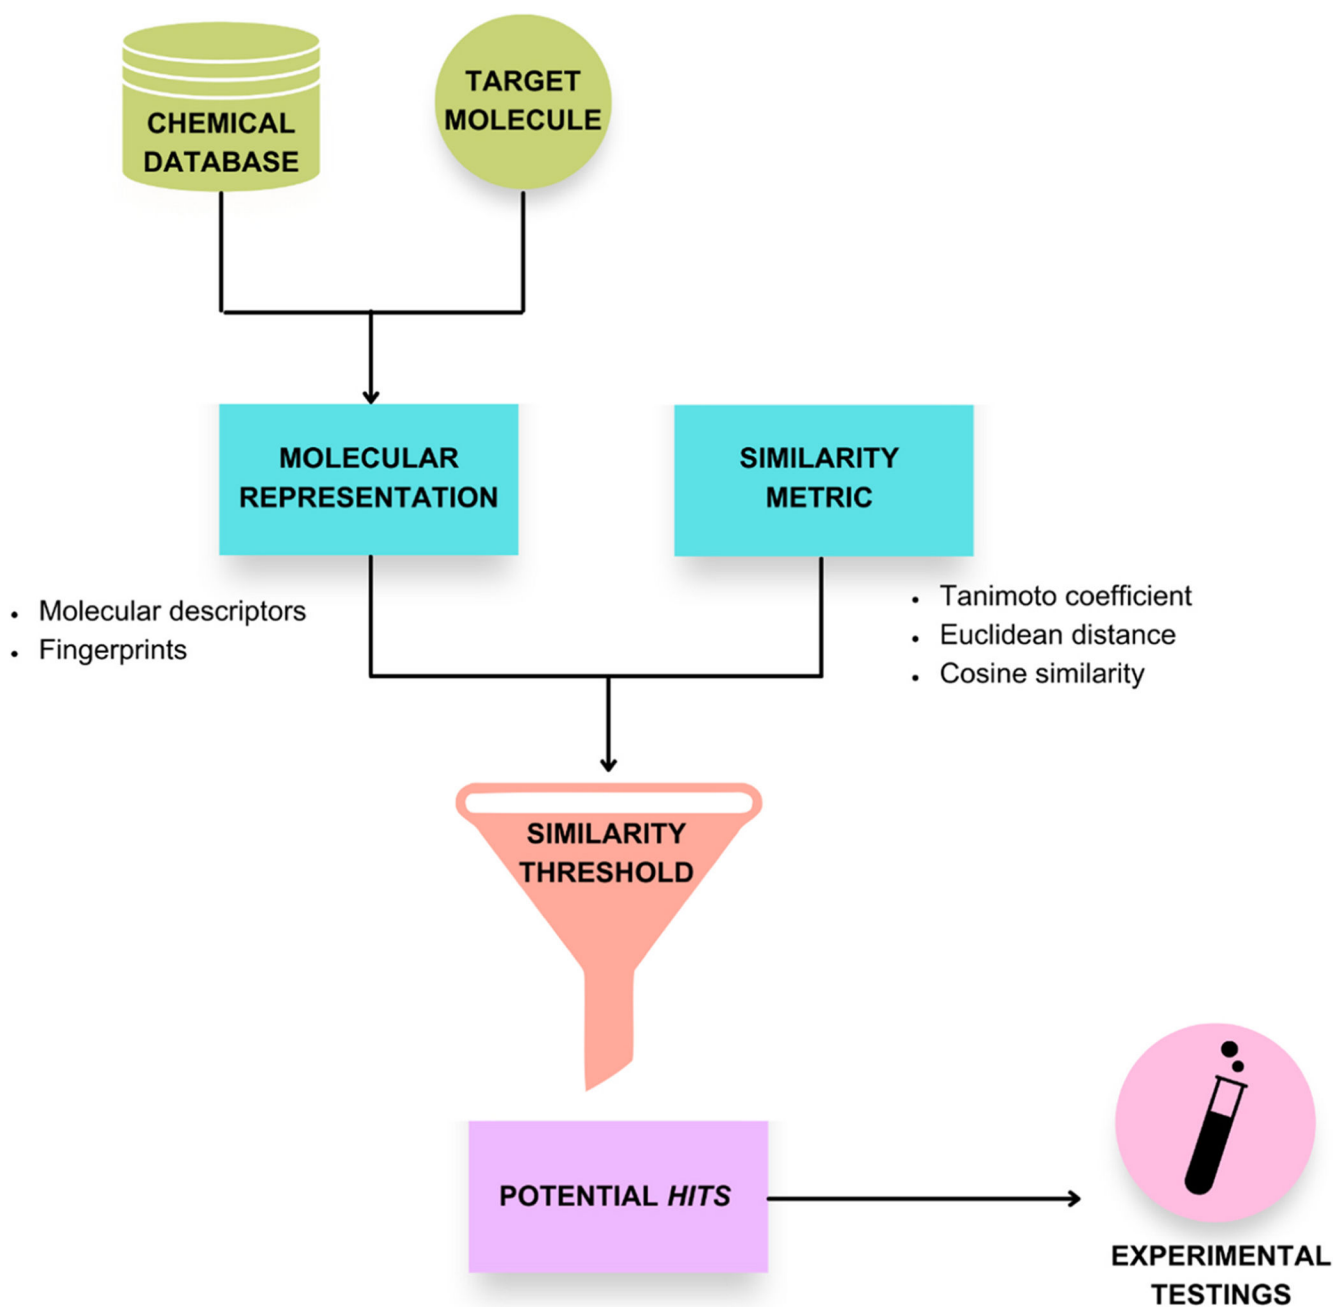 CHEMICAL
DATABASE
TARGET
MOLECULE
MOLECULAR
REPRESENTATION
SIMILARITY
METRIC
• Molecular descriptors
• Fingerprints
• Tanimoto coefficient
• Euclidean distance
• Cosine similarity
SIMILARITY
THRESHOLD
POTENTIAL HITS
EXPERIMENTAL
TESTINGS